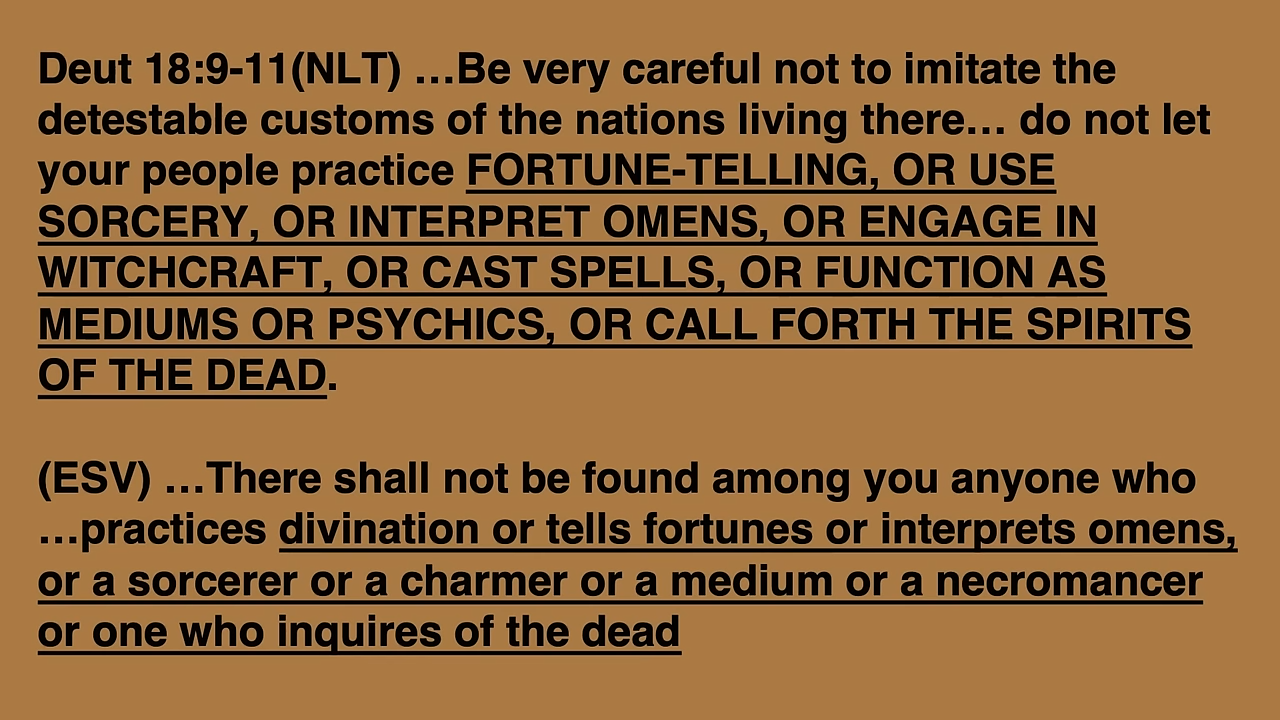 Deut 18:9-11(NLT) …Be very careful not to imitate the
detestable customs of the nations living there… do not let
your people practice FORTUNE-TELLING, OR USE
SORCERY, OR INTERPRET OMENS, OR ENGAGE IN
WITCHCRAFT, OR CAST SPELLS, OR FUNCTION AS
MEDIUMS OR PSYCHICS, OR CALL FORTH THE SPIRITS
OF THE DEAD.
(ESV) …There shall not be found among you anyone who
…practices divination or tells fortunes or interprets omens,
or a sorcerer or a charmer or a medium or a necromancer
or one who inquires of the dead